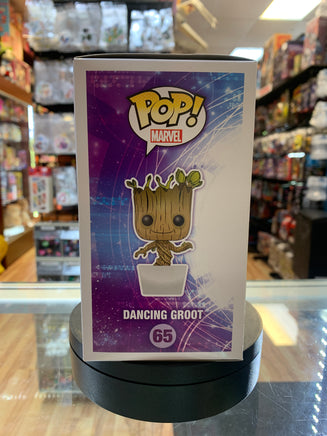 POP!
MARVEL
DANCING GROOT
65